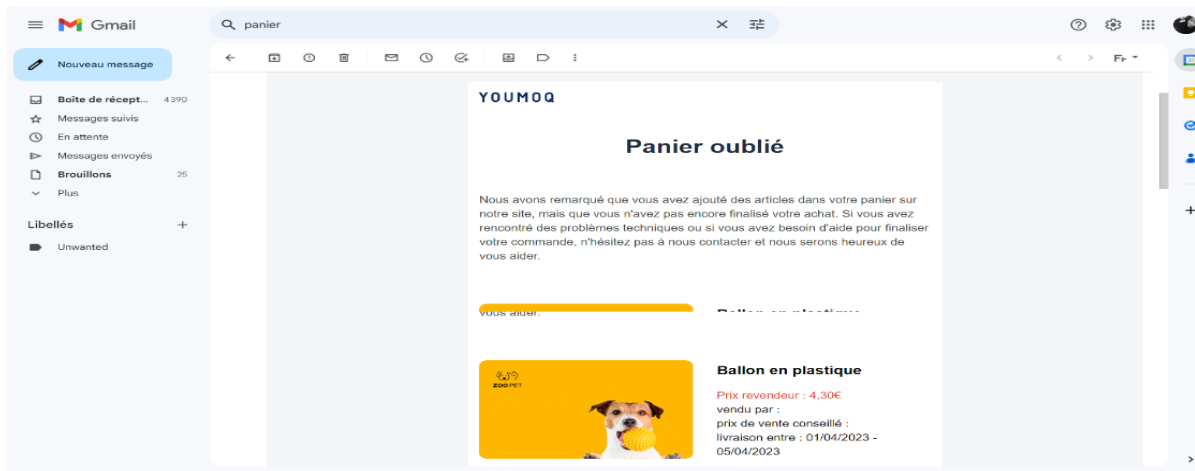 Gmail
panier
Nouveau message
Fr
Boîte de récept... 4 390
Messages suivis
En attente
Messages envoyés
Brouillons 25
Plus
Libellés
Unwanted
YOUMOQ
Panier oublié
Nous avons remarqué que vous avez ajouté des articles dans votre panier sur
notre site, mais que vous n'avez pas encore finalisé votre achat. Si vous avez
rencontré des problèmes techniques ou si vous avez besoin d'aide pour finaliser
votre commande, n'hésitez pas à nous contacter et nous serons heureux de
vous aider.
vous aider.
Ballon en plastique
ZOO PET
Ballon en plastique
Prix revendeur : 4,30€
vendu par :
prix de vente conseillé :
livraison entre : 01/04/2023 -
05/04/2023